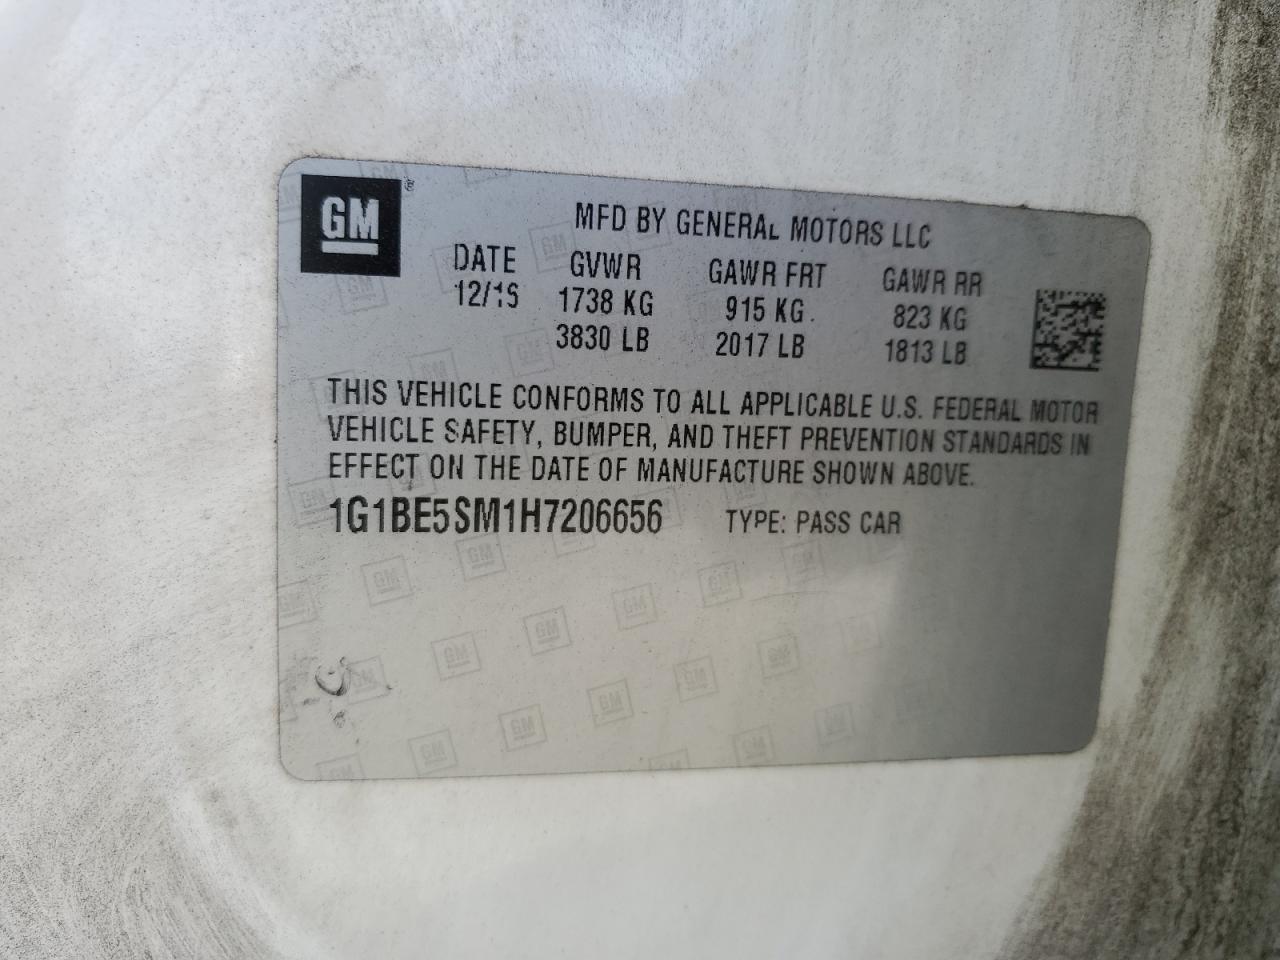 GM
MFD BY GENERAL MOTORS LLC
DATE GVWR GAWR FRT GAWR RR
1738 KG 915 KG 823 KG
3830 LB 2017 LB 1813 LB
THIS VEHICLE CONFORMS TO ALL APPLICABLE U.S. FEDERAL MOTOR
VEHICLE SAFETY, BUMPER, AND THEFT PREVENTION STANDARDS IN
EFFECT ON THE DATE OF MANUFACTURE SHOWN ABOVE.
1G1BE5SM1H7206656 TYPE: PASS CAR